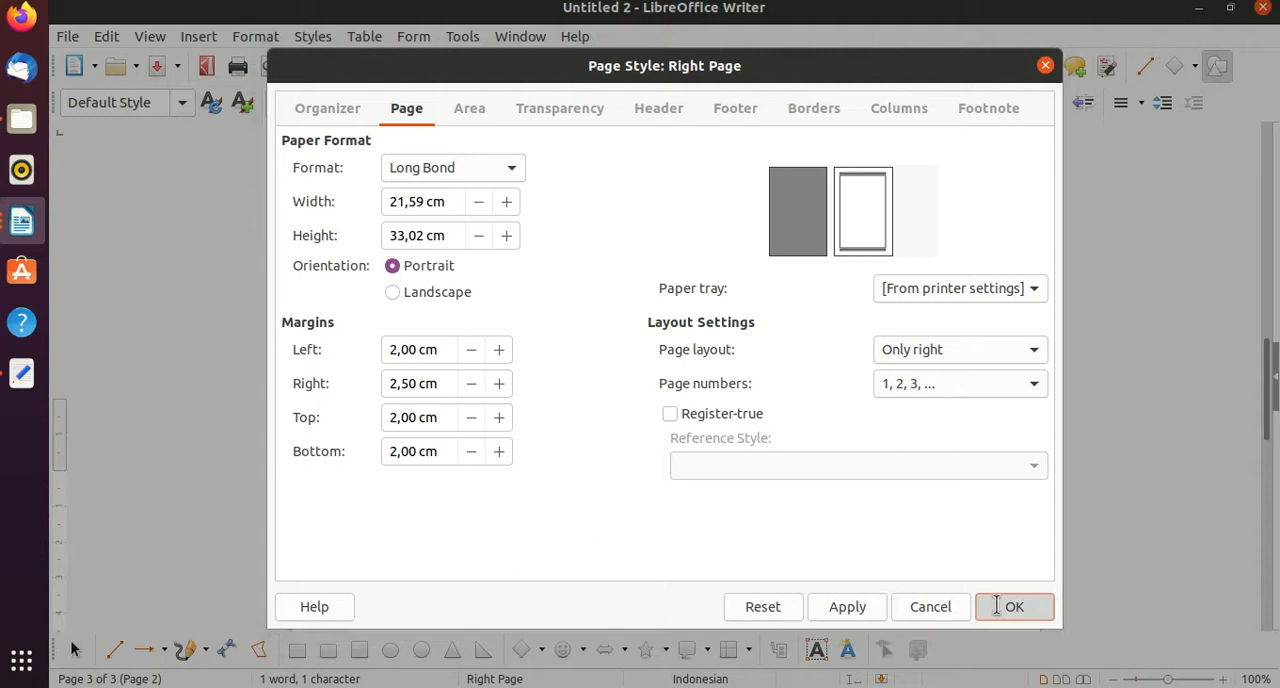 Untitled 2 - LibreOffice Writer
File Edit View Insert Format Styles Table Form Tools Window Help
Page Style: Right Page
Default Style
Organizer Page Area Transparency Header Footer Borders Columns Footnote
Paper Format
Format: Long Bond
Width: 21,59 cm
Height: 33,02 cm
Orientation: Portrait
Landscape
Paper tray: [From printer settings]
Margins Layout Settings
Left: 2,00 cm Page layout: Only right
Right: 2,50 cm Page numbers: 1, 2, 3, ...
Top: 2,00 cm Register-true
Reference Style:
Bottom: 2,00 cm
Help Reset Apply Cancel OK
Page 3 of 3 (Page 2) 1 word, 1 character Right Page Indonesian 100%